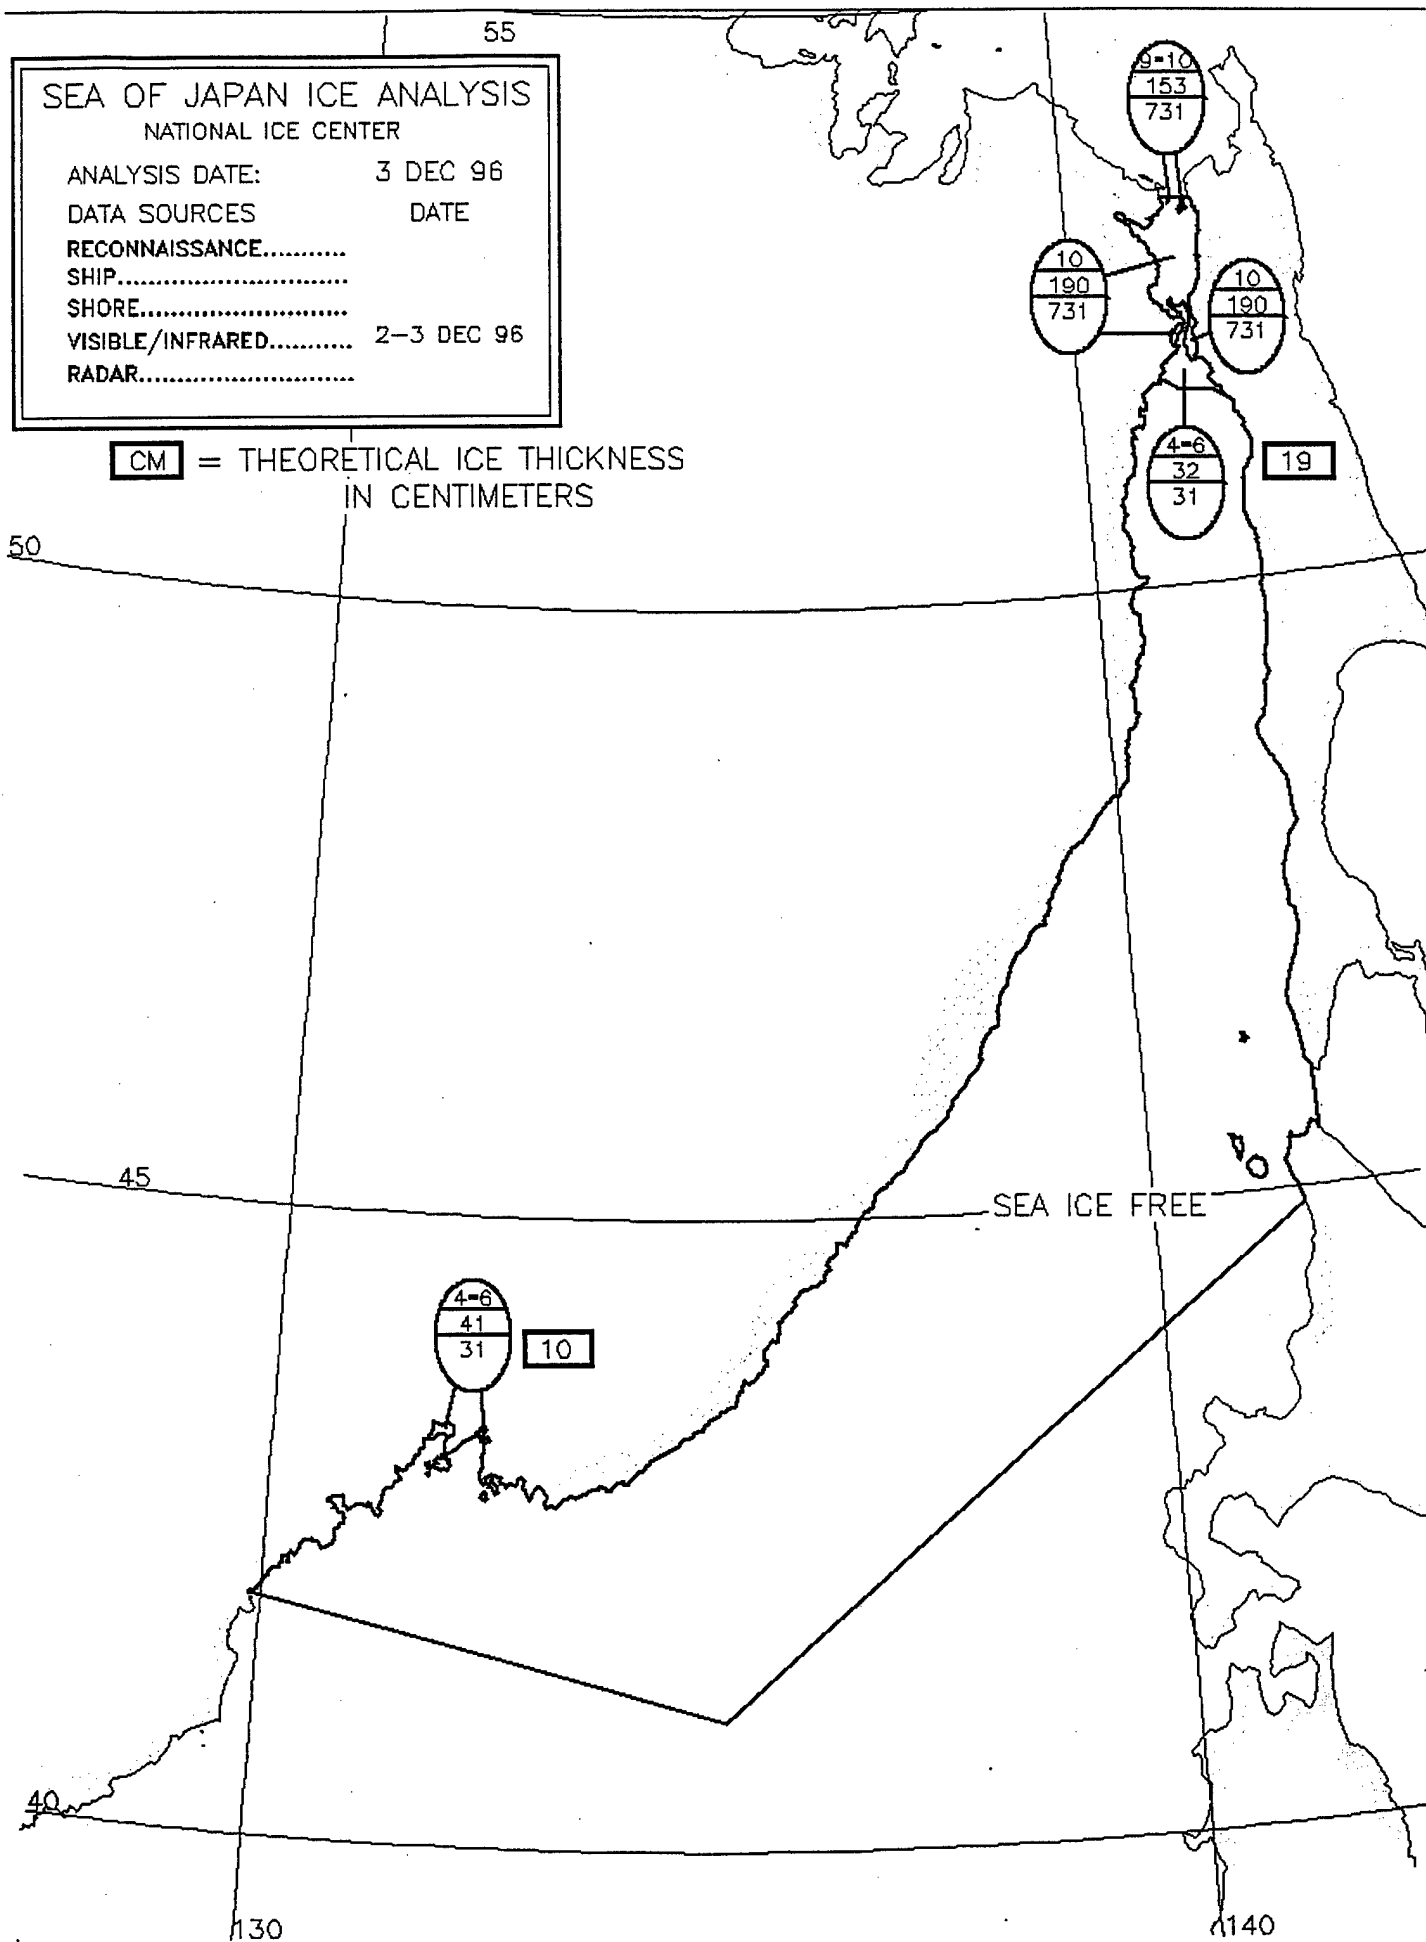 55
SEA OF JAPAN ICE ANALYSIS
NATIONAL ICE CENTER
ANALYSIS DATE: 3 DEC 96
DATA SOURCES DATE
RECONNAISSANCE...........
SHIP..............................
SHORE...........................
VISIBLE/INFRARED........... 2-3 DEC 96
RADAR............................
CM = THEORETICAL ICE THICKNESS
IN CENTIMETERS
9-10
153
731
10
190
731
10
190
731
4-6
32
31
19
50
45
SEA ICE FREE
4-6
41
31
10
40
130
140